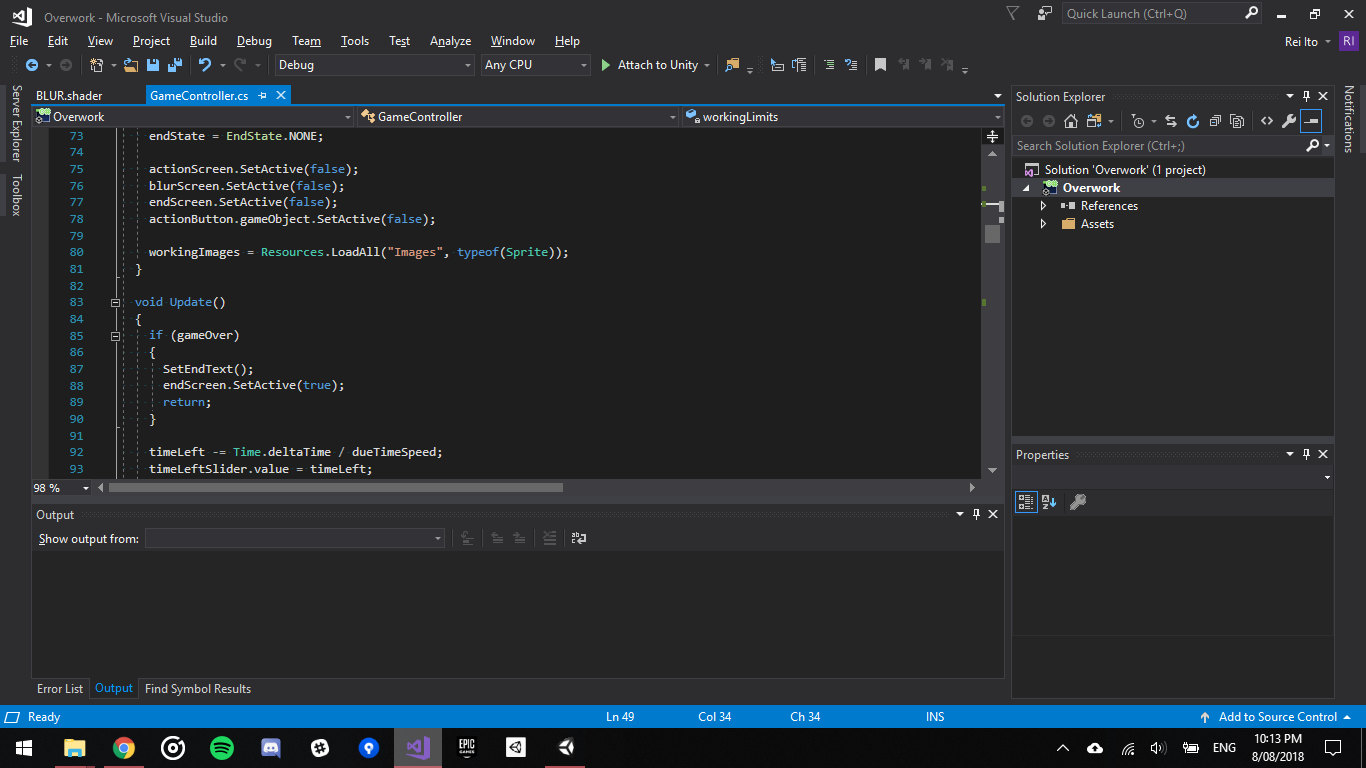 Overwork - Microsoft Visual Studio
Quick Launch (Ctrl+Q)
File Edit View Project Build Debug Team Tools Test Analyze Window Help
Rei Ito RI
Debug Any CPU Attach to Unity
Server Explorer
Toolbox
BLUR.shader GameController.cs
Overwork GameController workingLimits
73 endState = EndState.NONE;
74
75 actionScreen.SetActive(false);
76 blurScreen.SetActive(false);
77 endScreen.SetActive(false);
78 actionButton.gameObject.SetActive(false);
79
80 workingImages = Resources.LoadAll("Images", typeof(Sprite));
81 }
82
83 void Update()
84 {
85 if (gameOver)
86 {
87 SetEndText();
88 endScreen.SetActive(true);
89 return;
90 }
91
92 timeLeft -= Time.deltaTime / dueTimeSpeed;
93 timeLeftSlider.value = timeLeft;
98 %
Output
Show output from:
Error List Output Find Symbol Results
Solution Explorer
Search Solution Explorer (Ctrl+;)
Solution 'Overwork' (1 project)
Overwork
References
Assets
Properties
Notifications
Ready Ln 49 Col 34 Ch 34 INS Add to Source Control
EPIC GAMES
ENG
10:13 PM
8/08/2018